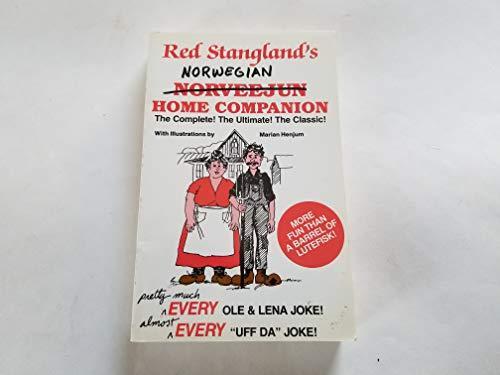 Red Stangland's
NORWEGIAN
NORVEEJUN
HOME COMPANION
The Complete! The Ultimate! The Classic!
With Illustrations by Marian Henjum
MORE
FUN THAN
A BARREL OF
LUTEFISK!
pretty much
EVERY OLE & LENA JOKE!
almost
EVERY "UFF DA" JOKE!